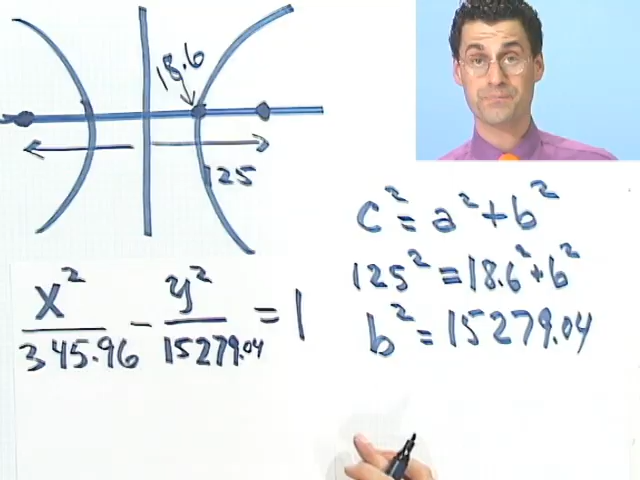 18.6
125
x² / 345.96 - y² / 15279.04 = 1
c² = a² + b²
125² = 18.6² + b²
b² = 15279.04